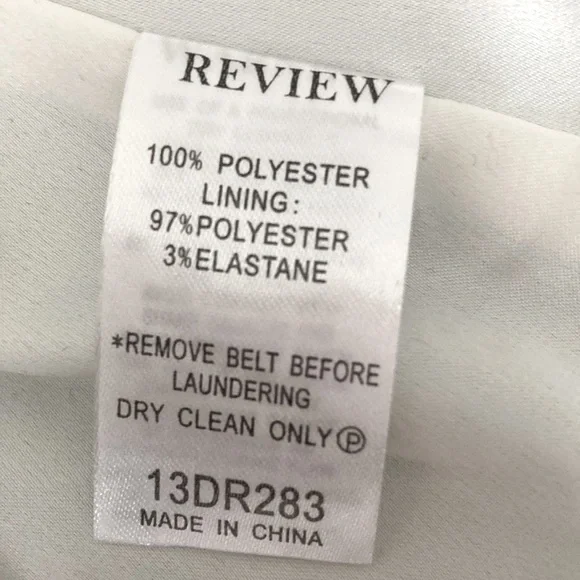 REVIEW
100% POLYESTER
LINING:
97%POLYESTER
3%ELASTANE
*REMOVE BELT BEFORE
LAUNDERING
DRY CLEAN ONLY Ⓟ
13DR283
MADE IN CHINA